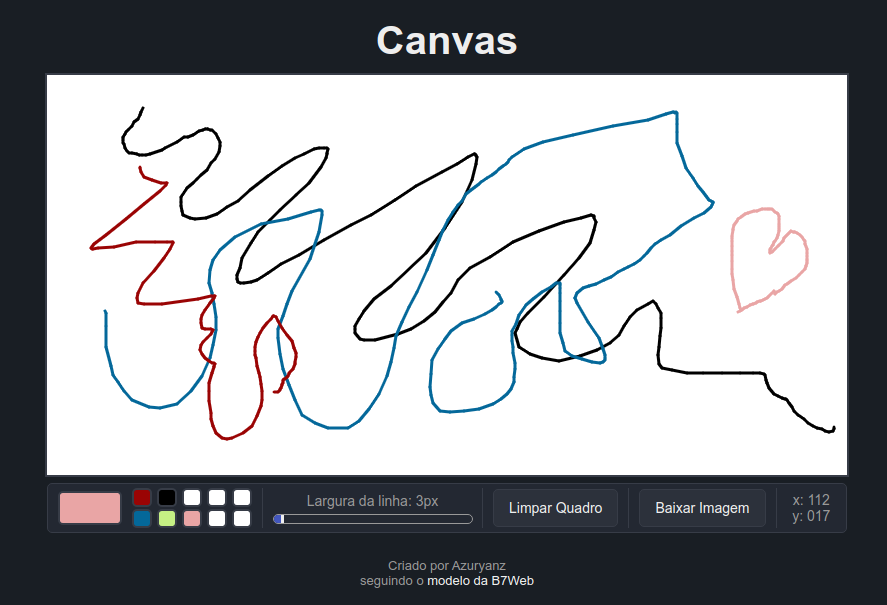 Canvas
Largura da linha: 3px
Limpar Quadro
Baixar Imagem
x: 112
y: 017
Criado por Azuryanz
seguindo o modelo da B7Web